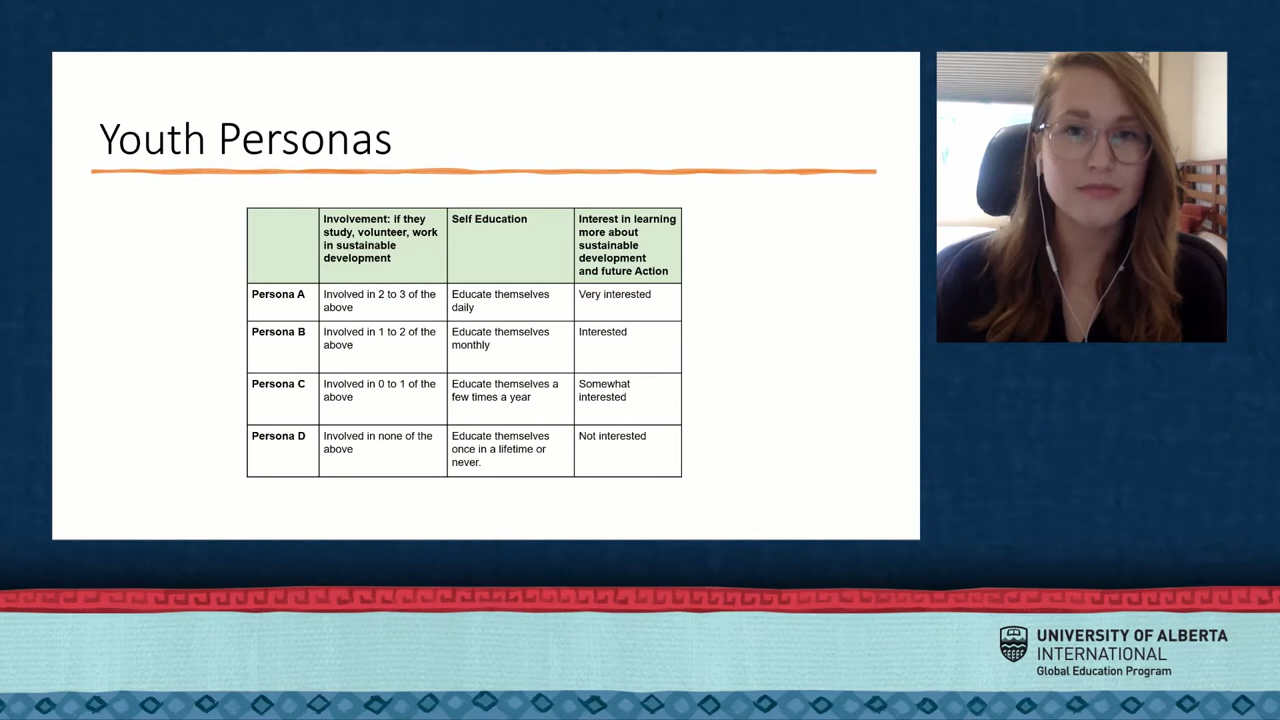 Youth Personas
Involvement: if they
study, volunteer, work
in sustainable
development
Self Education
Interest in learning
more about
sustainable
development
and future Action
Persona A
Involved in 2 to 3 of the
above
Educate themselves
daily
Very interested
Persona B
Involved in 1 to 2 of the
above
Educate themselves
monthly
Interested
Persona C
Involved in 0 to 1 of the
above
Educate themselves a
few times a year
Somewhat
interested
Persona D
Involved in none of the
above
Educate themselves
once in a lifetime or
never.
Not interested
UNIVERSITY OF ALBERTA
INTERNATIONAL
Global Education Program